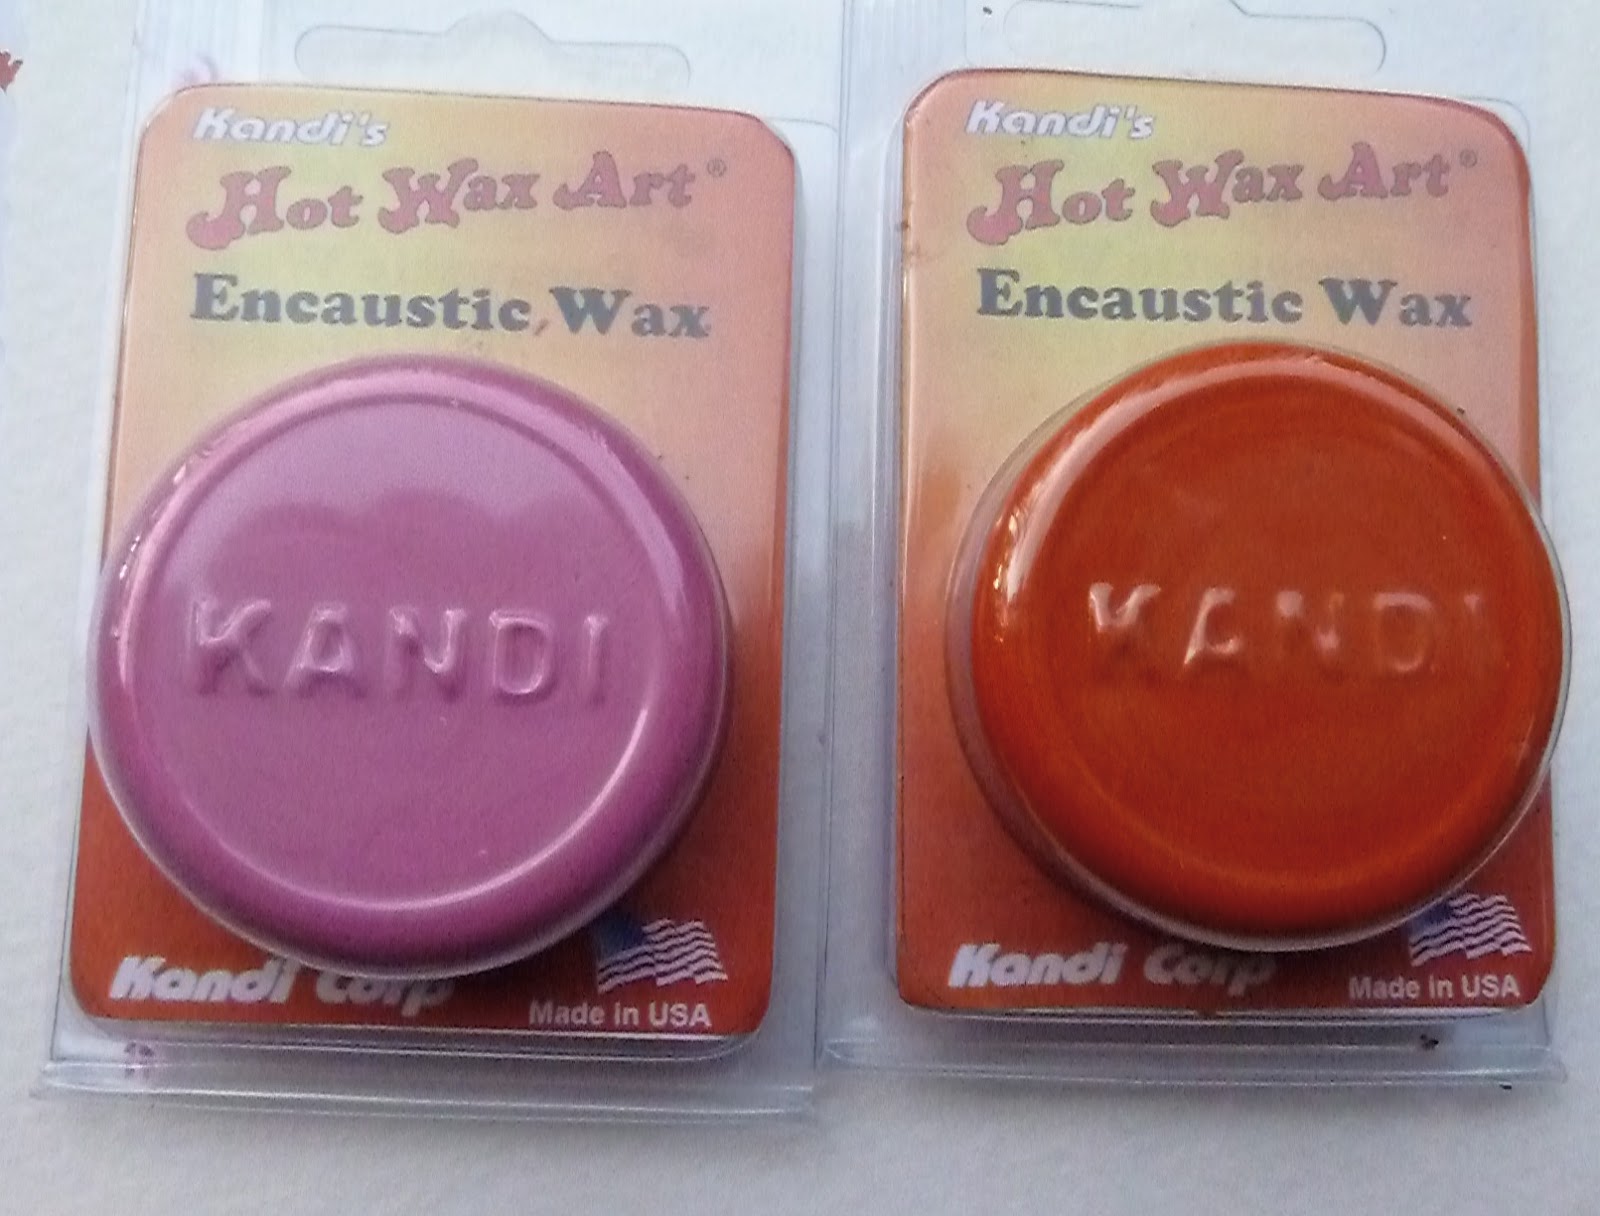 Kandi's
Hot Wax Art®
Encaustic Wax
KANDI
Kandi Corp
Made in USA
Kandi's
Hot Wax Art®
Encaustic Wax
KANDI
Kandi Corp
Made in USA